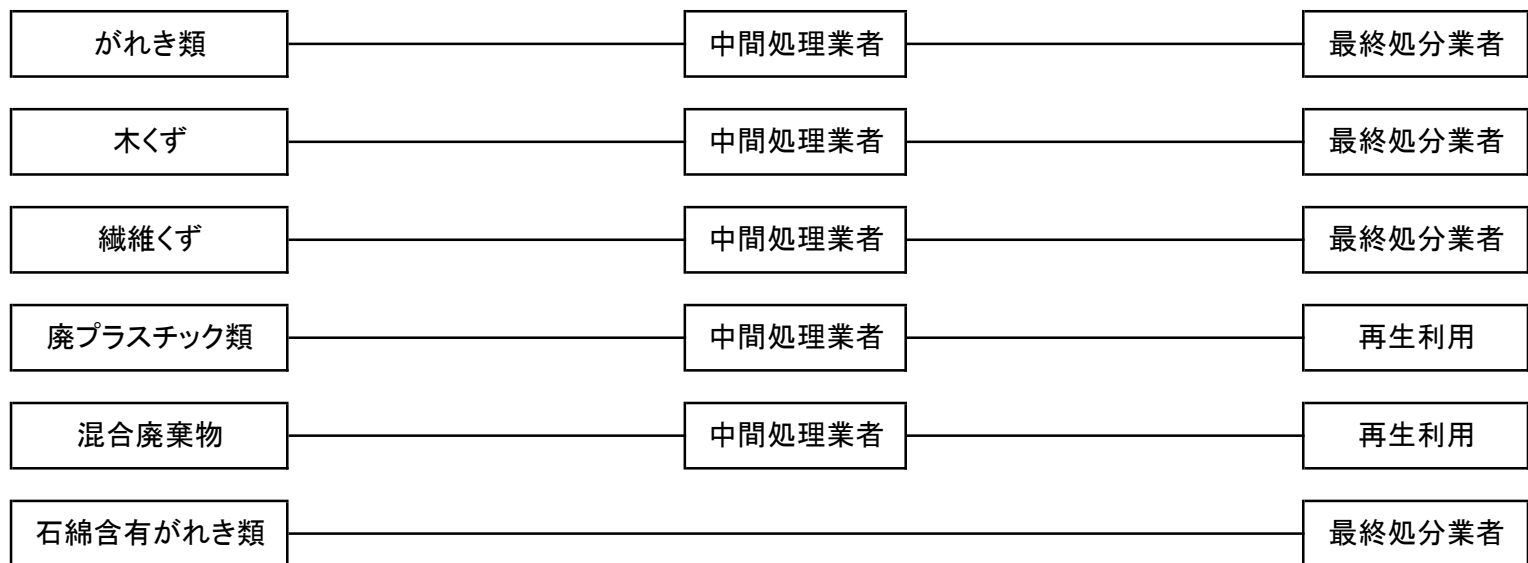 がれき類 中間処理業者 最終処分業者
木くず 中間処理業者 最終処分業者
繊維くず 中間処理業者 最終処分業者
廃プラスチック類 中間処理業者 再生利用
混合廃棄物 中間処理業者 再生利用
石綿含有がれき類 最終処分業者